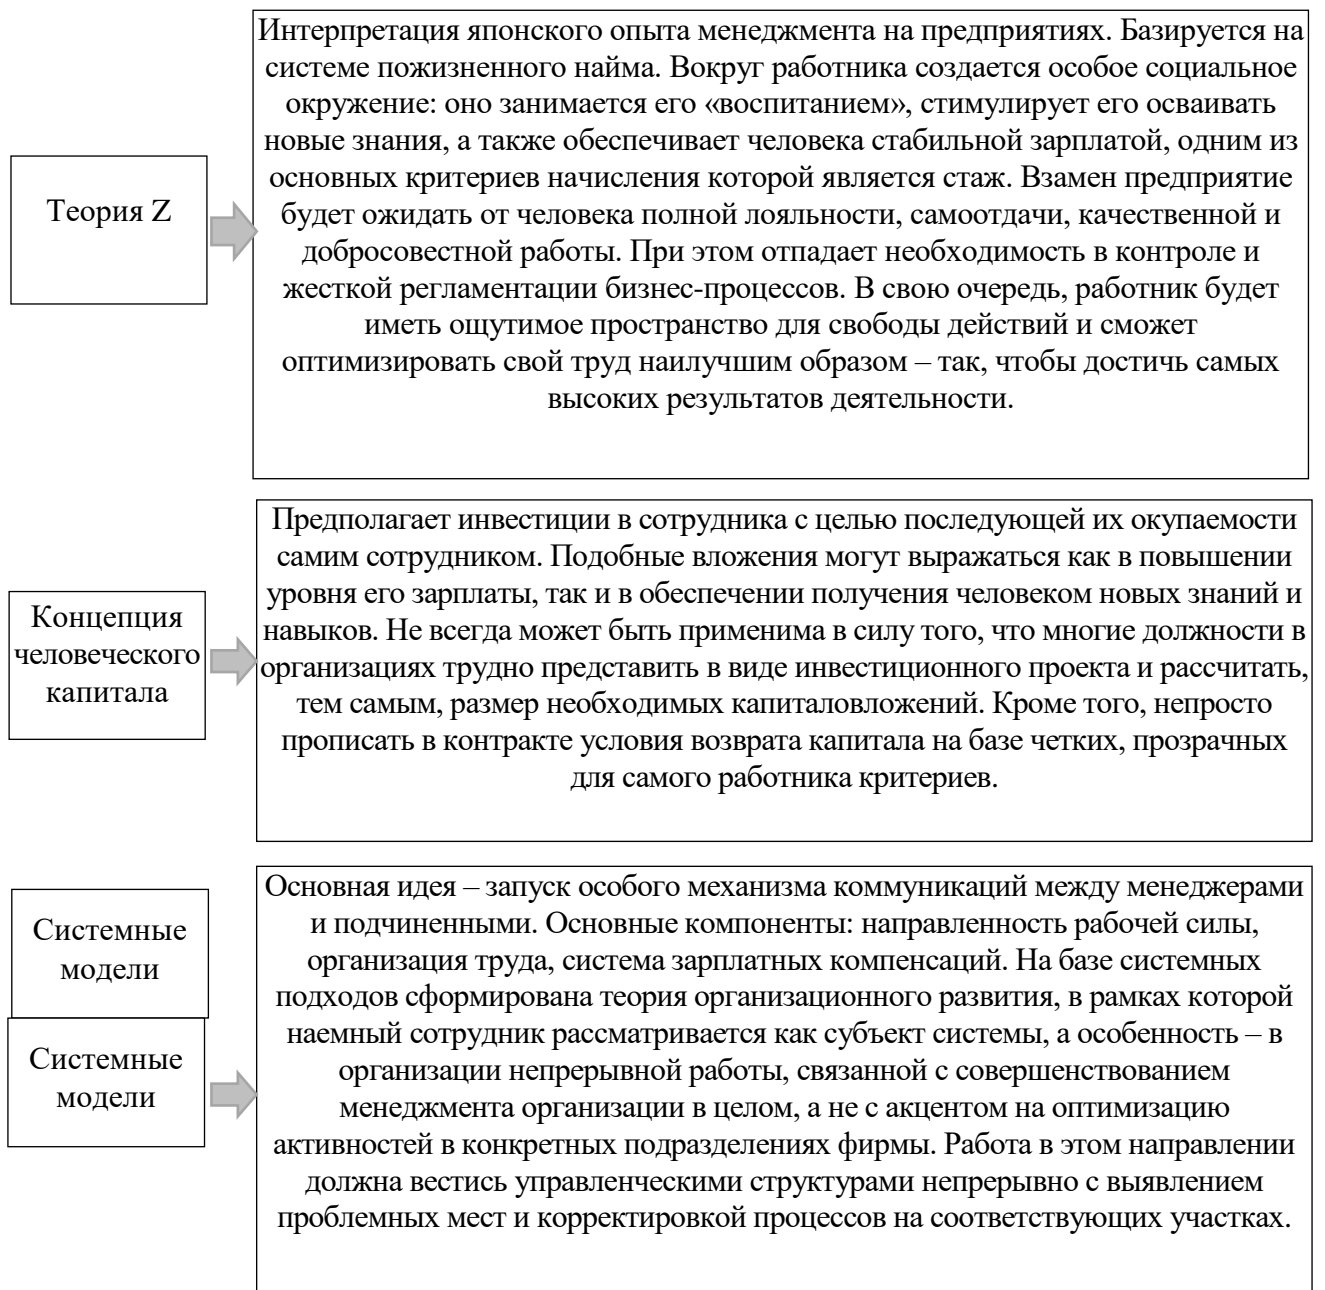 Теория Z
Интерпретация японского опыта менеджмента на предприятиях. Базируется на
системе пожизненного найма. Вокруг работника создается особое социальное
окружение: оно занимается его «воспитанием», стимулирует его осваивать
новые знания, а также обеспечивает человека стабильной зарплатой, одним из
основных критериев начисления которой является стаж. Взамен предприятие
будет ожидать от человека полной лояльности, самоотдачи, качественной и
добросовестной работы. При этом отпадает необходимость в контроле и
жесткой регламентации бизнес-процессов. В свою очередь, работник будет
иметь ощутимое пространство для свободы действий и сможет
оптимизировать свой труд наилучшим образом – так, чтобы достичь самых
высоких результатов деятельности.
Концепция
человеческого
капитала
Предполагает инвестиции в сотрудника с целью последующей их окупаемости
самим сотрудником. Подобные вложения могут выражаться как в повышении
уровня его зарплаты, так и в обеспечении получения человеком новых знаний и
навыков. Не всегда может быть применима в силу того, что многие должности в
организациях трудно представить в виде инвестиционного проекта и рассчитать,
тем самым, размер необходимых капиталовложений. Кроме того, непросто
прописать в контракте условия возврата капитала на базе четких, прозрачных
для самого работника критериев.
Системные
модели
Системные
модели
Основная идея – запуск особого механизма коммуникаций между менеджерами
и подчиненными. Основные компоненты: направленность рабочей силы,
организация труда, система зарплатных компенсаций. На базе системных
подходов сформирована теория организационного развития, в рамках которой
наемный сотрудник рассматривается как субъект системы, а особенность – в
организации непрерывной работы, связанной с совершенствованием
менеджмента организации в целом, а не с акцентом на оптимизацию
активностей в конкретных подразделениях фирмы. Работа в этом направлении
должна вестись управленческими структурами непрерывно с выявлением
проблемных мест и корректировкой процессов на соответствующих участках.